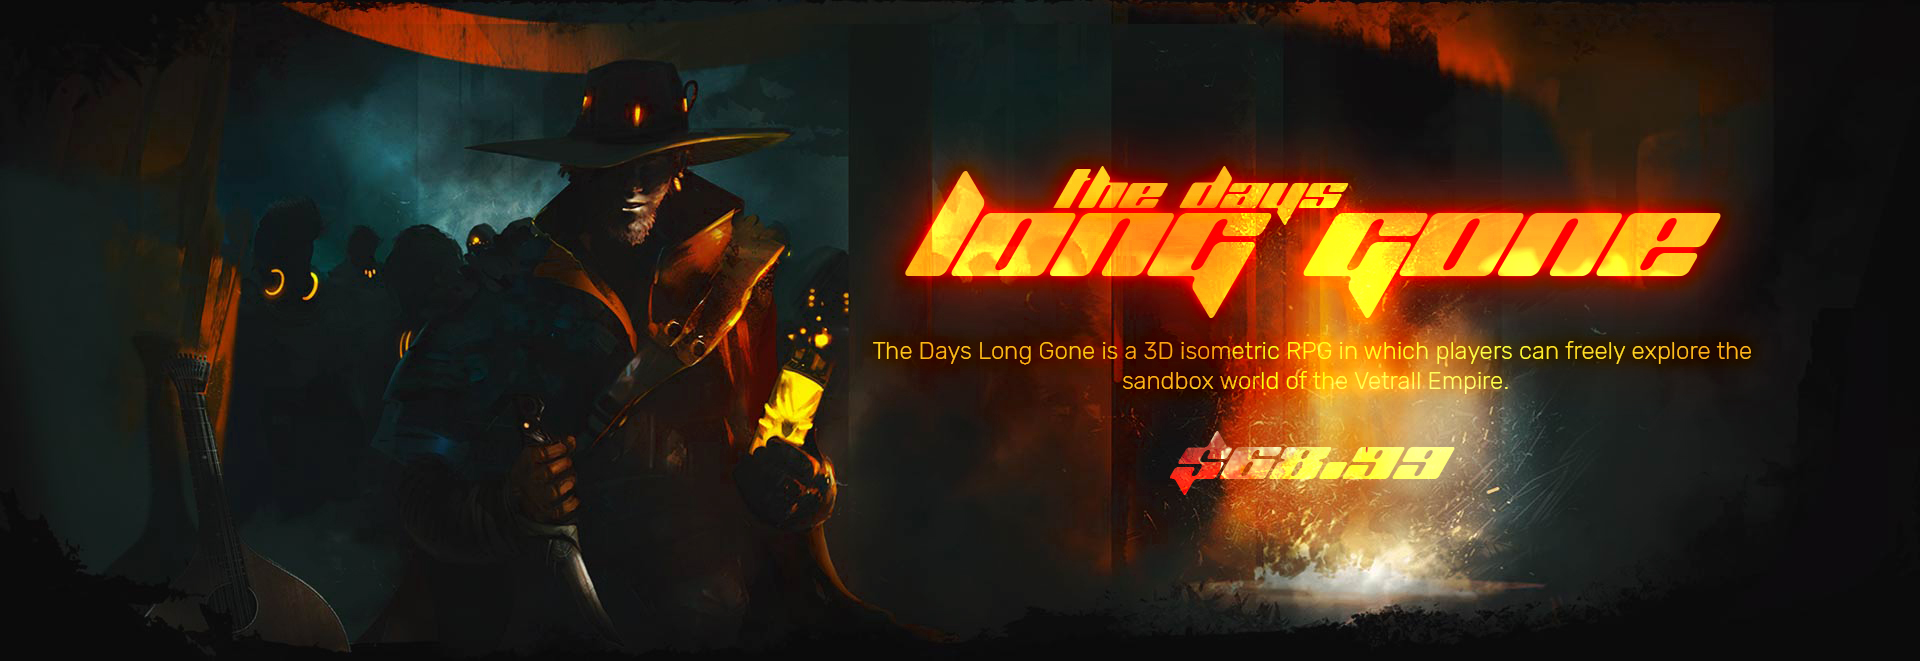 the days
long gone
The Days Long Gone is a 3D isometric RPG in which players can freely explore the
sandbox world of the Vetrall Empire.
$68.99